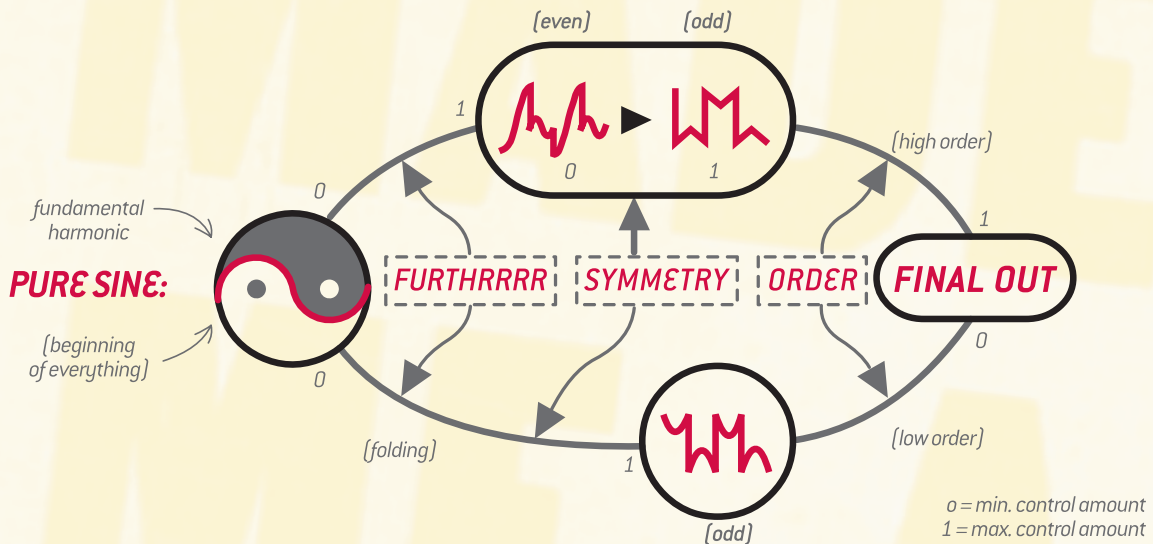 (even)
(odd)
1
0
1
(high order)
0
1
fundamental
harmonic
PURE SINE:
FURTHRRRR
SYMMETRY
ORDER
FINAL OUT
(beginning
of everything)
0
0
(folding)
1
(low order)
(odd)
o = min. control amount
1 = max. control amount